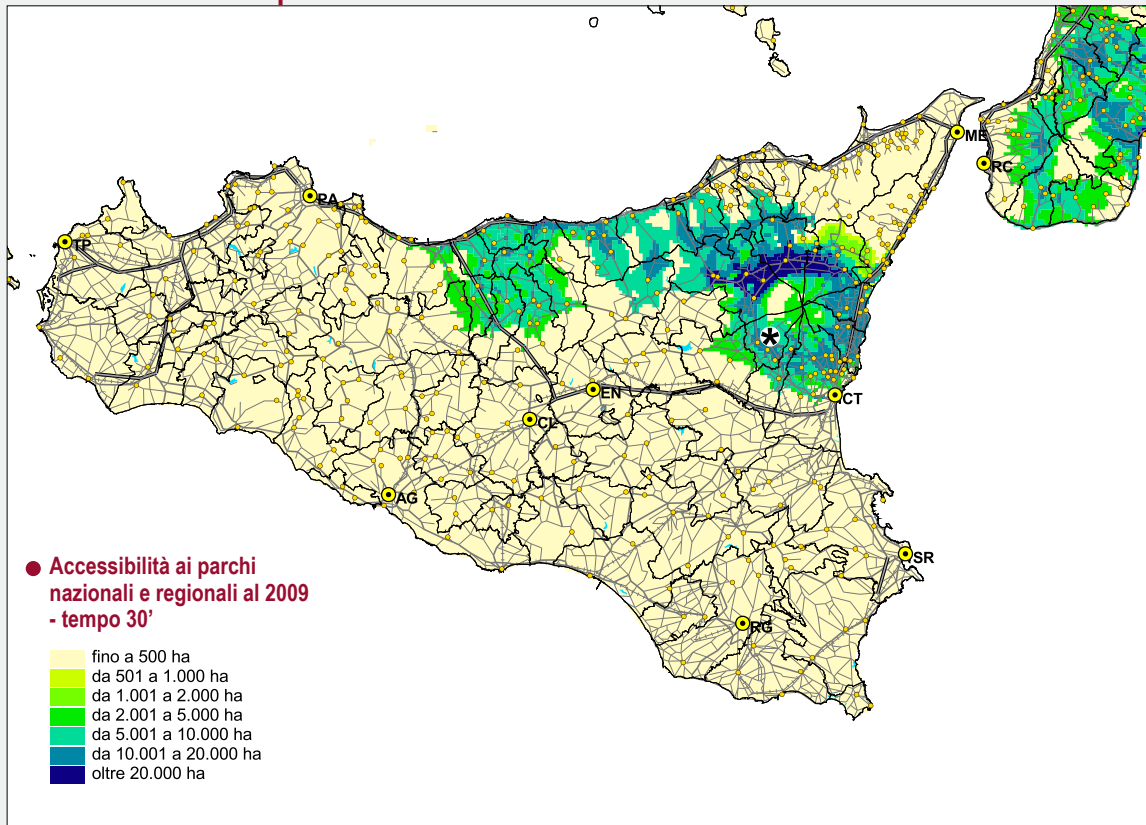 ME
RC
PA
TP
EN
CT
CL
AG
SR
RG
*
● Accessibilità ai parchi
nazionali e regionali al 2009
- tempo 30’
fino a 500 ha
da 501 a 1.000 ha
da 1.001 a 2.000 ha
da 2.001 a 5.000 ha
da 5.001 a 10.000 ha
da 10.001 a 20.000 ha
oltre 20.000 ha